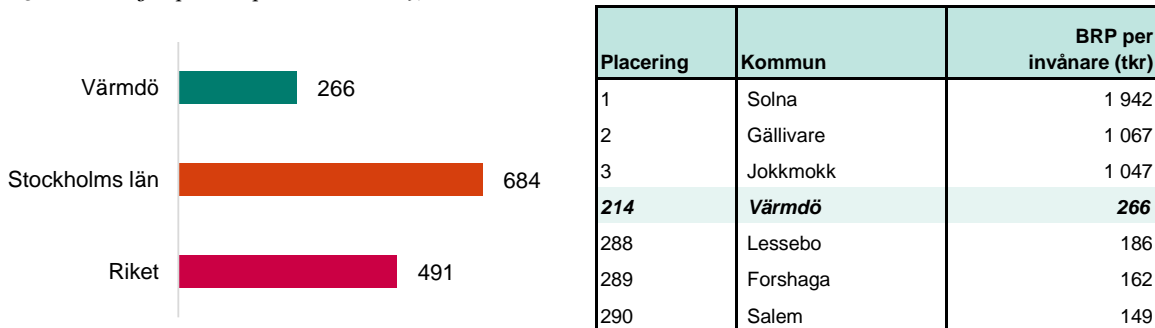 Värmdö 266
Stockholms län 684
Riket 491
Placering Kommun BRP per invånare (tkr)
1 Solna 1 942
2 Gällivare 1 067
3 Jokkmokk 1 047
214 Värmdö 266
288 Lessebo 186
289 Forshaga 162
290 Salem 149